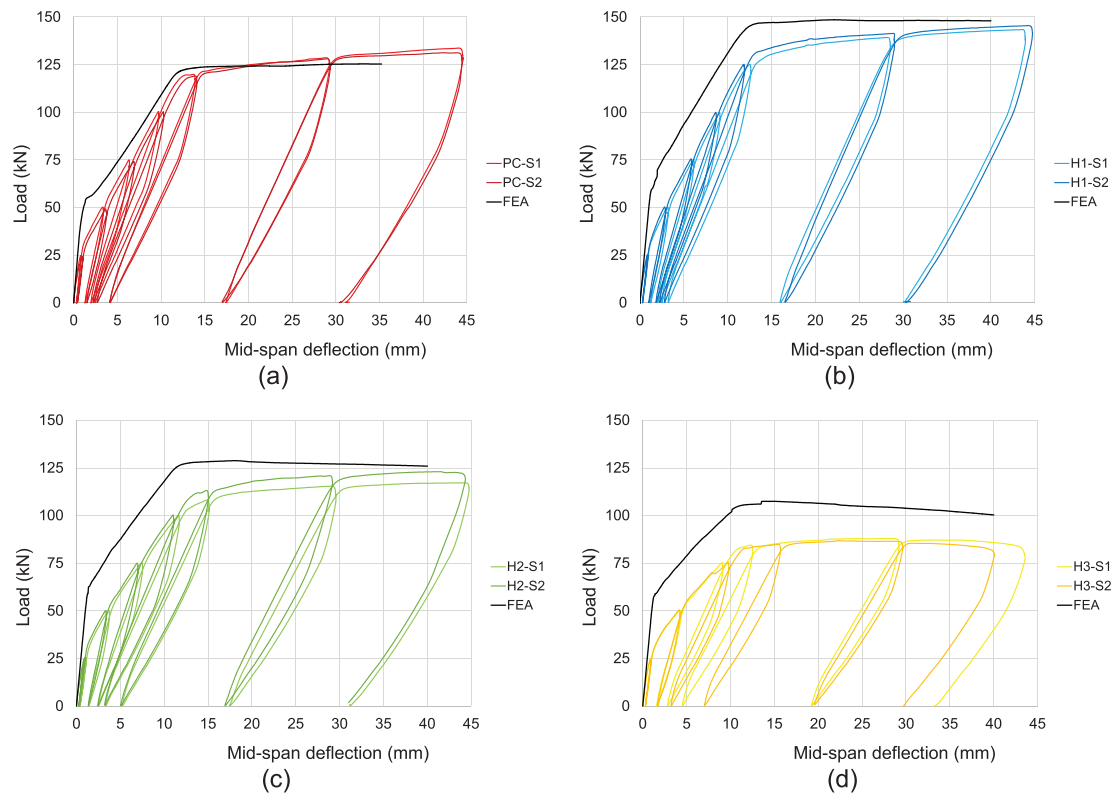 150
125
100
75
50
25
0
Load (kN)
0 5 10 15 20 25 30 35 40 45
Mid-span deflection (mm)
PC-S1
PC-S2
FEA
(a)
150
125
100
75
50
25
0
Load (kN)
0 5 10 15 20 25 30 35 40 45
Mid-span deflection (mm)
H1-S1
H1-S2
FEA
(b)
150
125
100
75
50
25
0
Load (kN)
0 5 10 15 20 25 30 35 40 45
Mid-span deflection (mm)
H2-S1
H2-S2
FEA
(c)
150
125
100
75
50
25
0
Load (kN)
0 5 10 15 20 25 30 35 40 45
Mid-span deflection (mm)
H3-S1
H3-S2
FEA
(d)